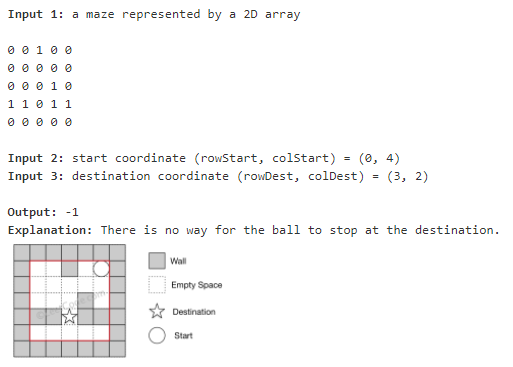 Input 1: a maze represented by a 2D array
0 0 1 0 0
0 0 0 0 0
0 0 0 1 0
1 1 0 1 1
0 0 0 0 0
Input 2: start coordinate (rowStart, colStart) = (0, 4)
Input 3: destination coordinate (rowDest, colDest) = (3, 2)
Output: -1
Explanation: There is no way for the ball to stop at the destination.
Wall
Empty Space
Destination
Start